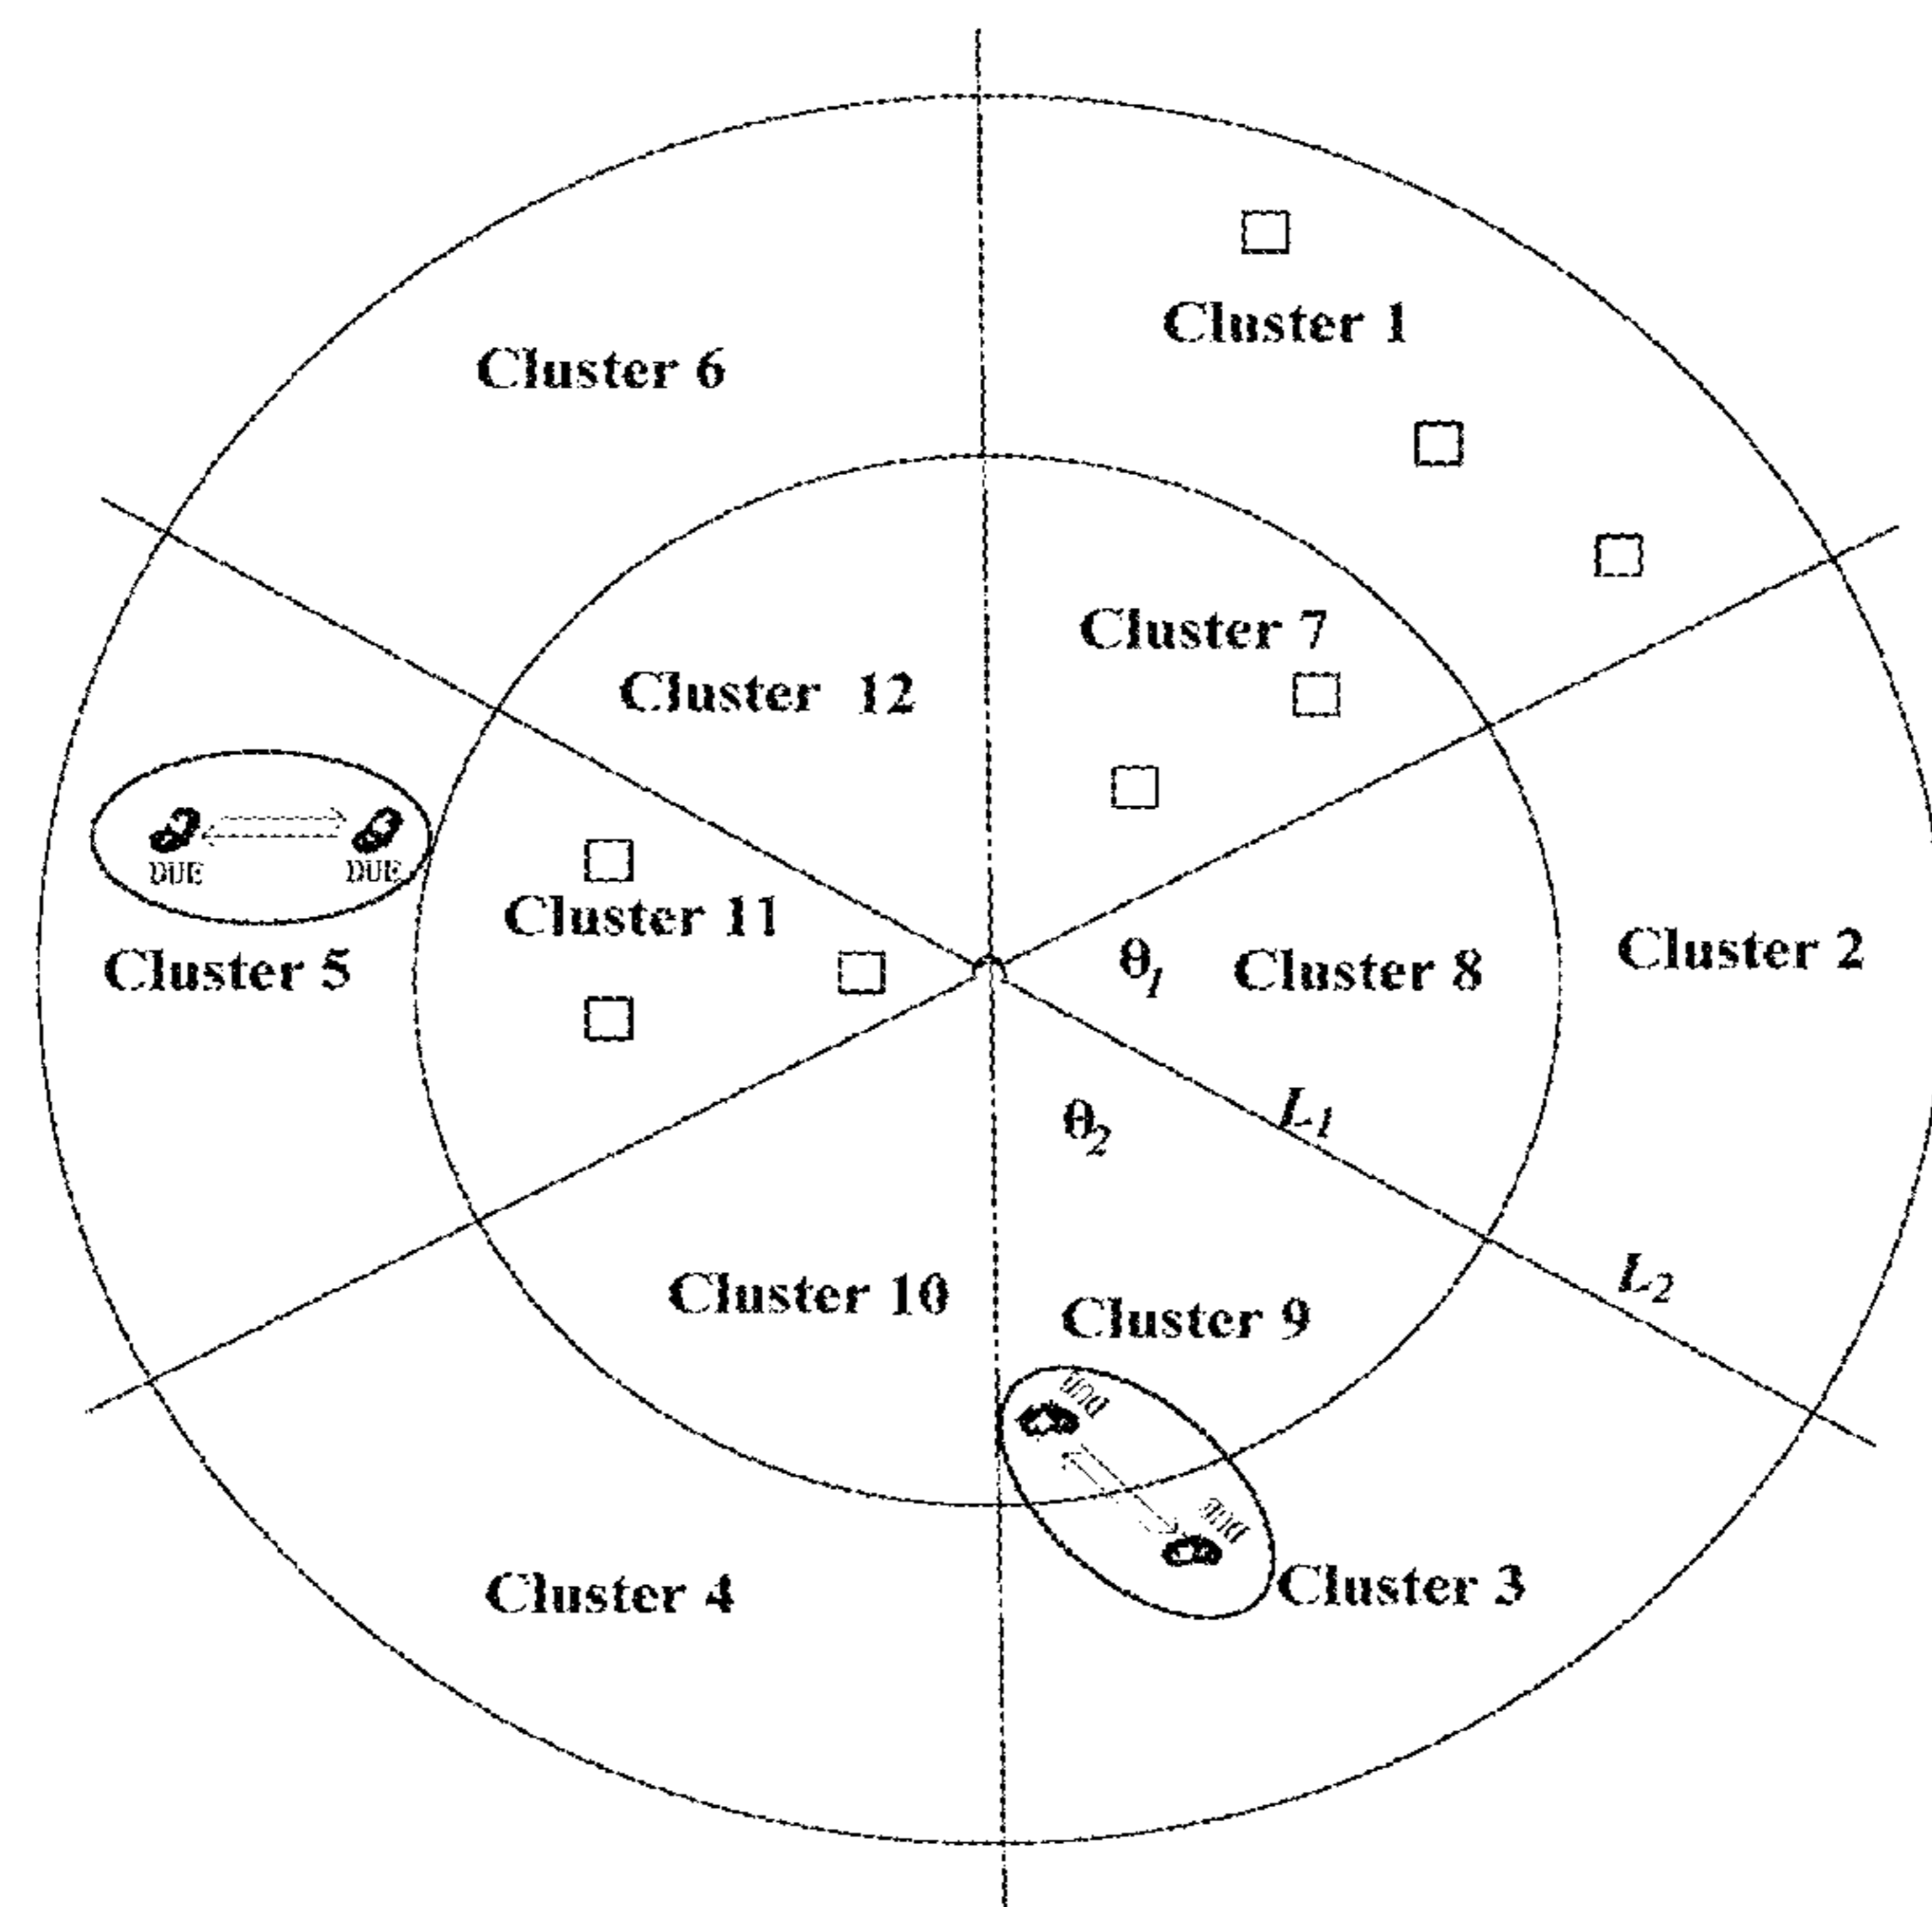 Cluster 1
Cluster 6
Cluster 7
Cluster 12
DUE
DUE
Cluster 11
Cluster 5
θ1
Cluster 8
Cluster 2
L1
θ2
L2
Cluster 10
Cluster 9
DUE
DUE
Cluster 4
Cluster 3